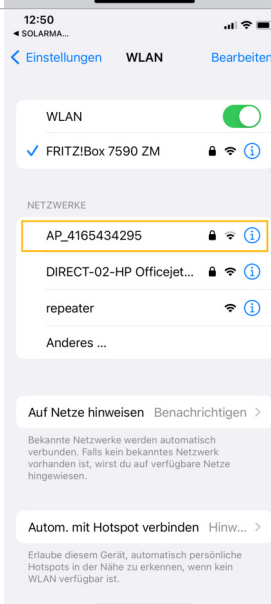 12:50
◀ SOLARMA...
Einstellungen WLAN Bearbeiten
WLAN
FRITZ!Box 7590 ZM
NETZWERKE
AP_4165434295
DIRECT-02-HP Officejet...
repeater
Anderes ...
Auf Netze hinweisen Benachrichtigen
Bekannte Netzwerke werden automatisch
verbunden. Falls kein bekanntes Netzwerk
vorhanden ist, wirst du auf verfügbare Netze
hingewiesen.
Autom. mit Hotspot verbinden Hinw...
Erlaube diesem Gerät, automatisch persönliche
Hotspots in der Nähe zu erkennen, wenn kein
WLAN verfügbar ist.